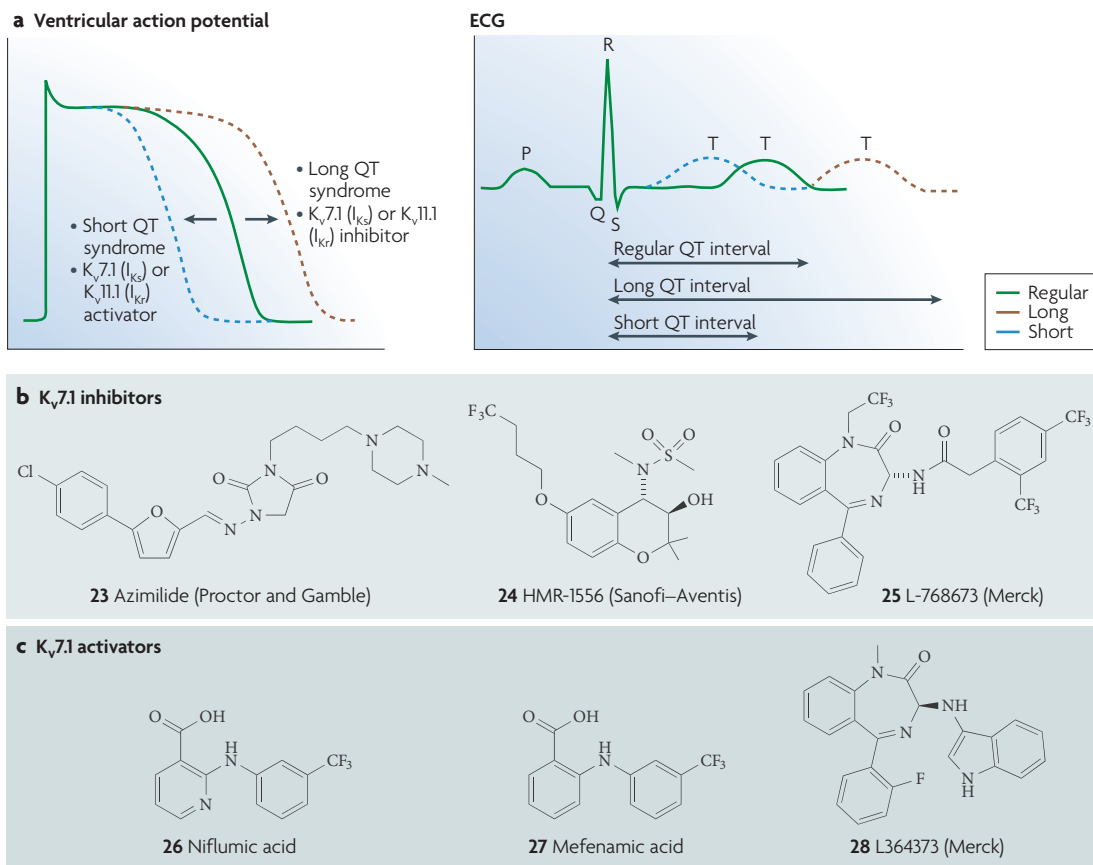 a Ventricular action potential
• Long QT
syndrome
• Kv7.1 (IKs) or Kv11.1
(IKr) inhibitor
• Short QT
syndrome
• Kv7.1 (IKs) or
Kv11.1 (IKr)
activator
ECG
R
P
T
T
T
Q
S
Regular QT interval
Long QT interval
Short QT interval
Regular
Long
Short
b Kv7.1 inhibitors
Cl
O
O
N
N
O
N
N
N
23 Azimilide (Proctor and Gamble)
F3C
O
O
S
N
O
OH
O
24 HMR-1556 (Sanofi–Aventis)
CF3
N
O
O
CF3
N
H
N
CF3
25 L-768673 (Merck)
c Kv7.1 activators
O
OH
H
N
CF3
N
26 Niflumic acid
O
OH
H
N
CF3
27 Mefenamic acid
N
O
NH
N
F
N
H
28 L364373 (Merck)